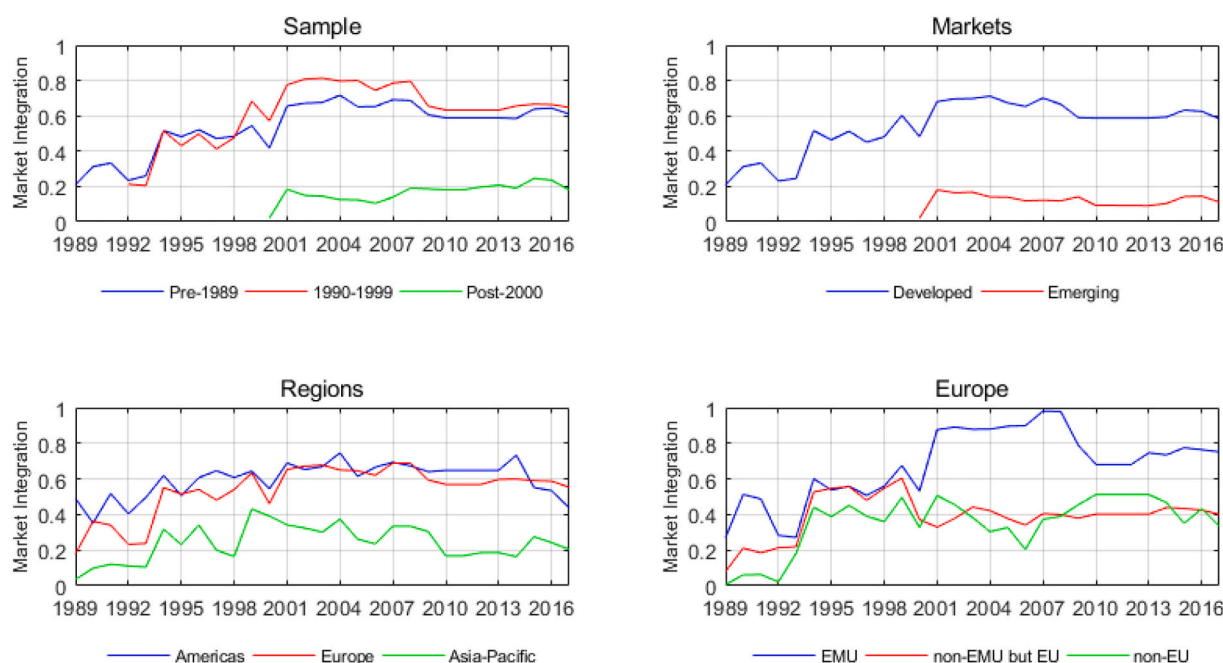 Sample
Market Integration
1
0.8
0.6
0.4
0.2
0
1989 1992 1995 1998 2001 2004 2007 2010 2013 2016
Pre-1989 1990-1999 Post-2000
Markets
Market Integration
1
0.8
0.6
0.4
0.2
0
1989 1992 1995 1998 2001 2004 2007 2010 2013 2016
Developed Emerging
Regions
Market Integration
1
0.8
0.6
0.4
0.2
0
1989 1992 1995 1998 2001 2004 2007 2010 2013 2016
Americas Europe Asia-Pacific
Europe
Market Integration
1
0.8
0.6
0.4
0.2
0
1989 1992 1995 1998 2001 2004 2007 2010 2013 2016
EMU non-EMU but EU non-EU